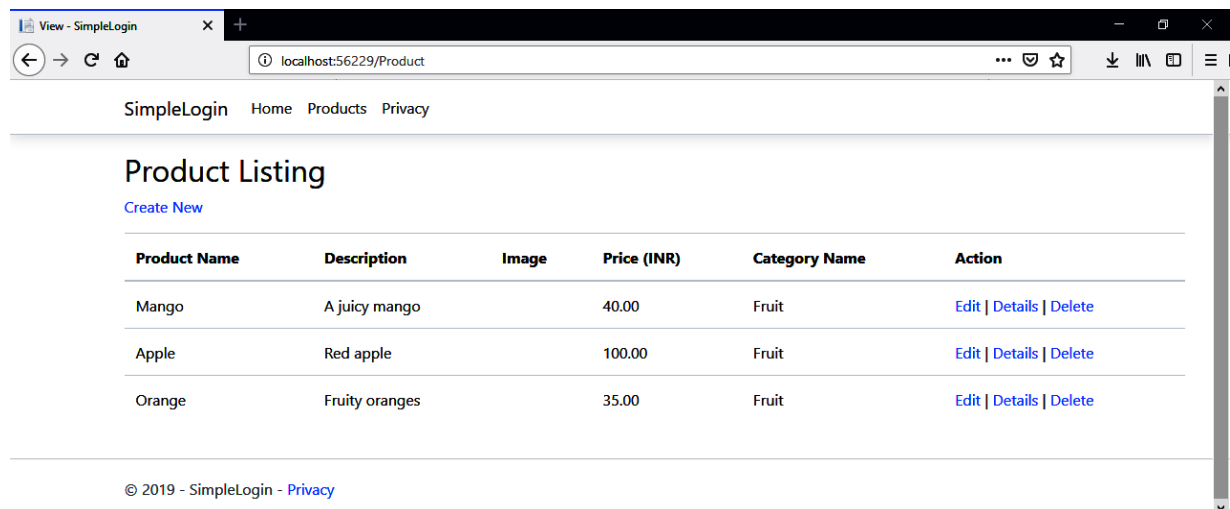 View - SimpleLogin
localhost:56229/Product
SimpleLogin Home Products Privacy
Product Listing
Create New
Product Name Description Image Price (INR) Category Name Action
Mango A juicy mango 40.00 Fruit Edit | Details | Delete
Apple Red apple 100.00 Fruit Edit | Details | Delete
Orange Fruity oranges 35.00 Fruit Edit | Details | Delete
© 2019 - SimpleLogin - Privacy